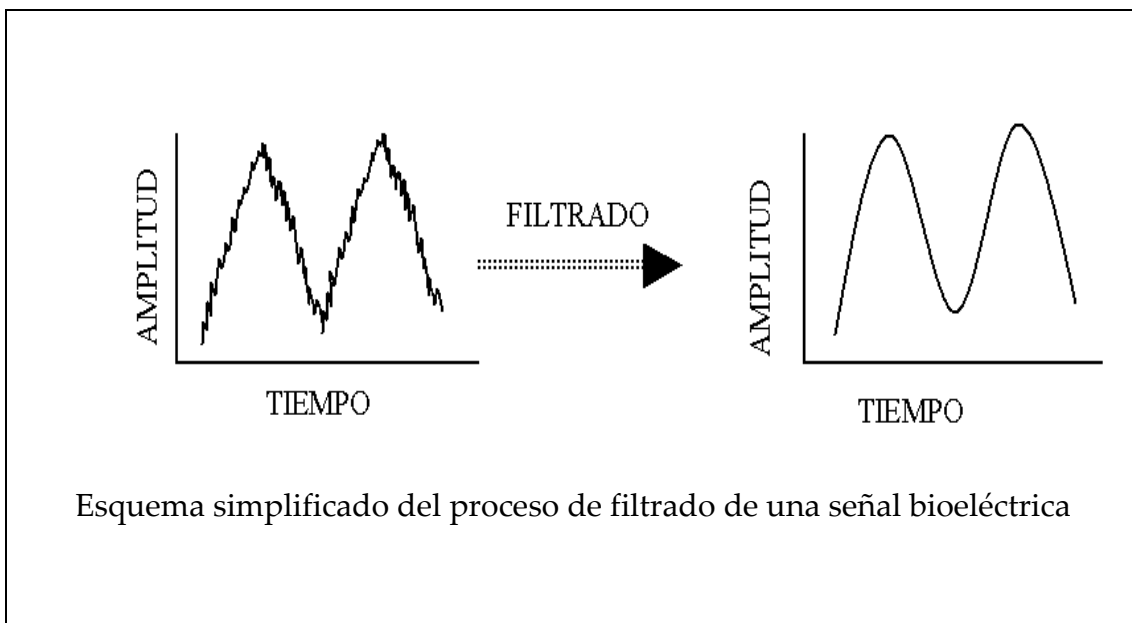 AMPLITUD
TIEMPO
FILTRADO
AMPLITUD
TIEMPO
Esquema simplificado del proceso de filtrado de una señal bioeléctrica